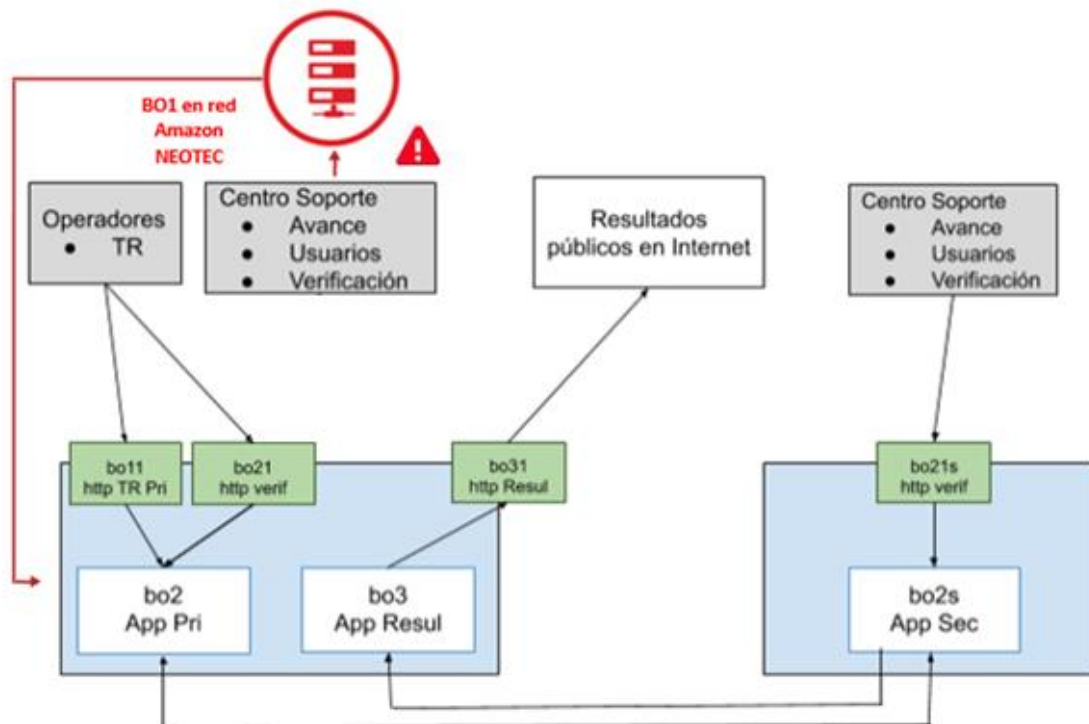 BO1 en red
Amazon
NEOTEC
Operadores
● TR
Centro Soporte
● Avance
● Usuarios
● Verificación
Resultados
públicos en Internet
Centro Soporte
● Avance
● Usuarios
● Verificación
bo11
http TR Pri
bo21
http verif
bo31
http Resul
bo21s
http verif
bo2
App Pri
bo3
App Resul
bo2s
App Sec